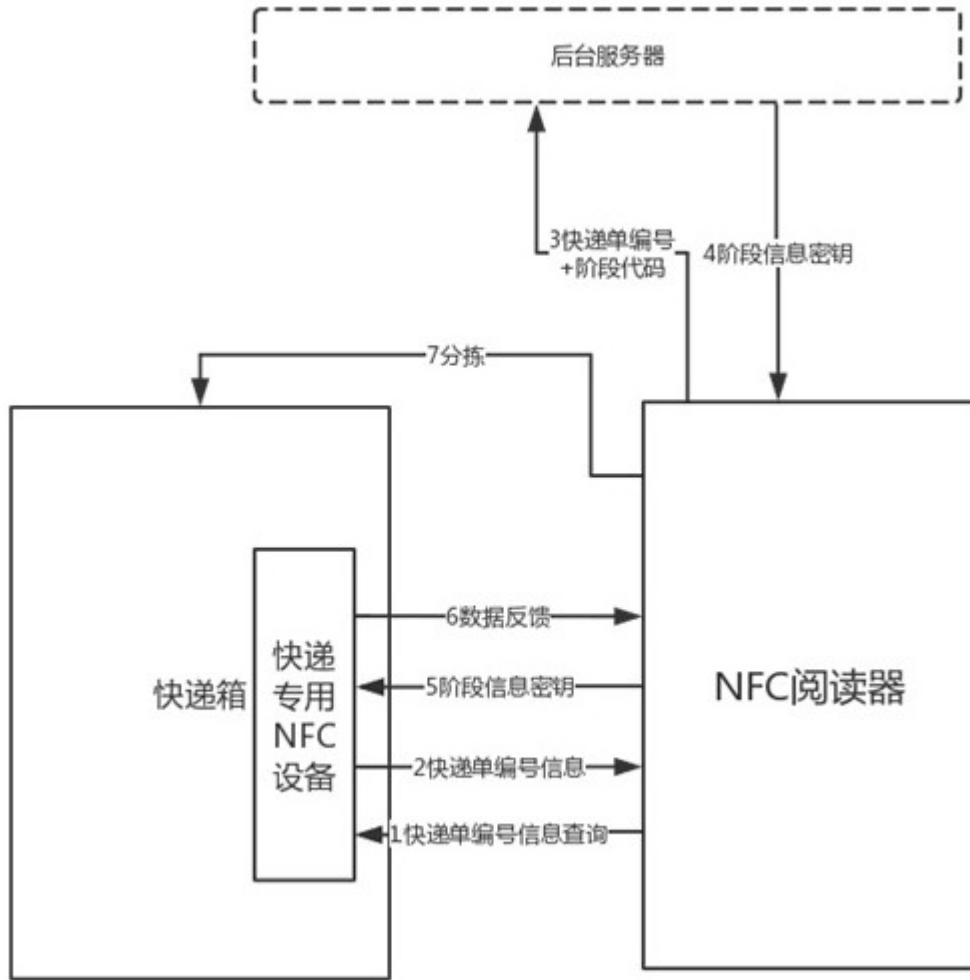 后台服务器
3快递单编号
+阶段代码
4阶段信息密钥
7分拣
6数据反馈
5阶段信息密钥
2快递单编号信息
1快递单编号信息查询
快递箱
快递
专用
NFC
设备
NFC阅读器